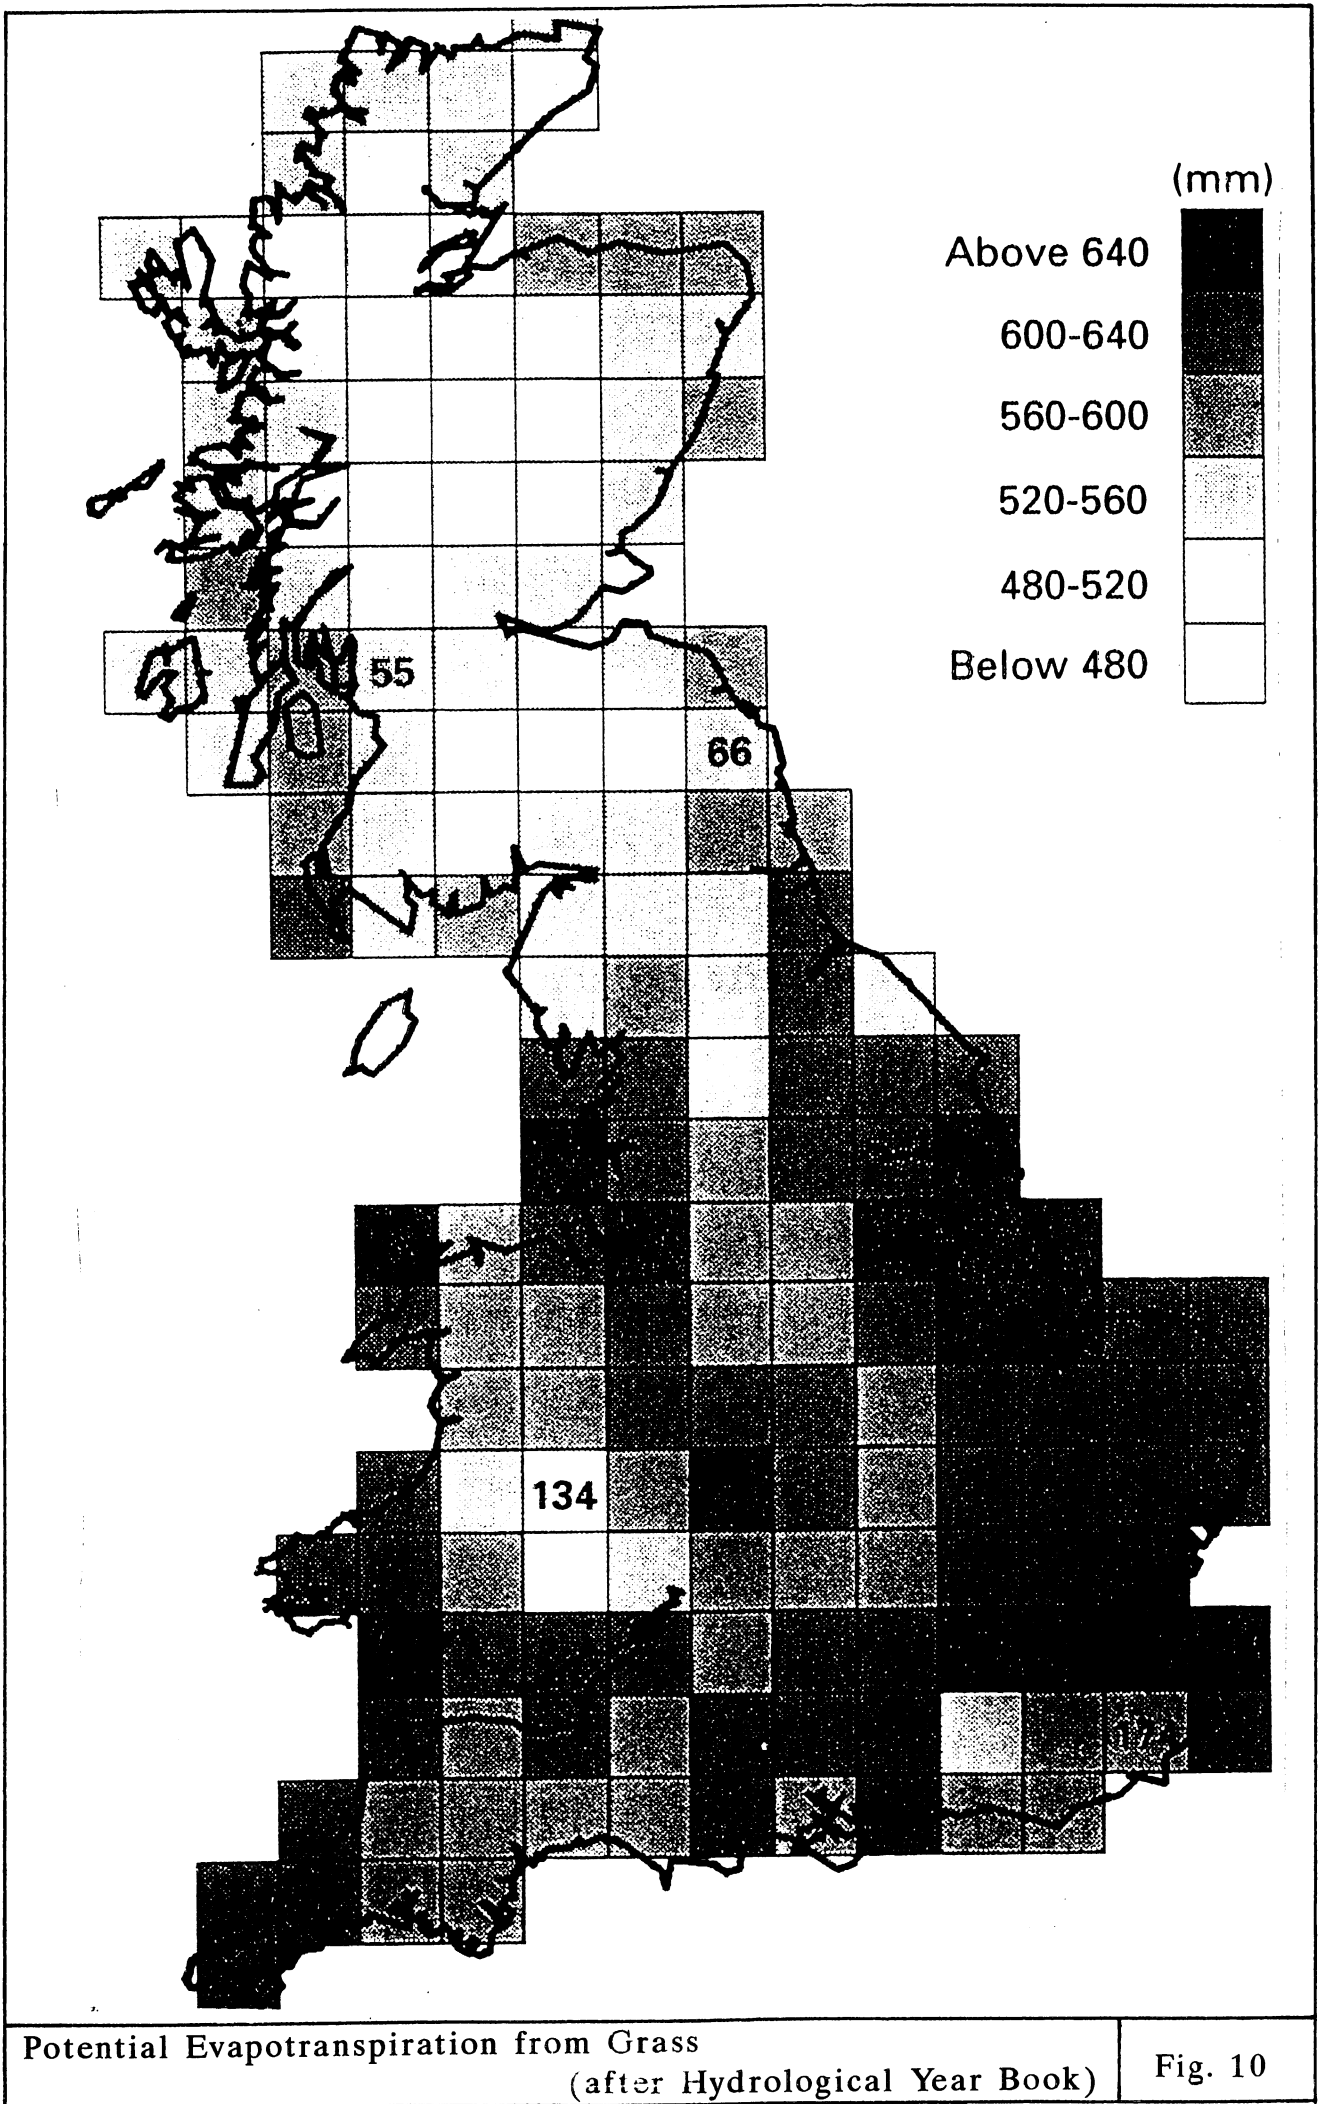 (mm)
Above 640
600-640
560-600
520-560
480-520
Below 480
55
66
134
Potential Evapotranspiration from Grass
(after Hydrological Year Book)
Fig. 10